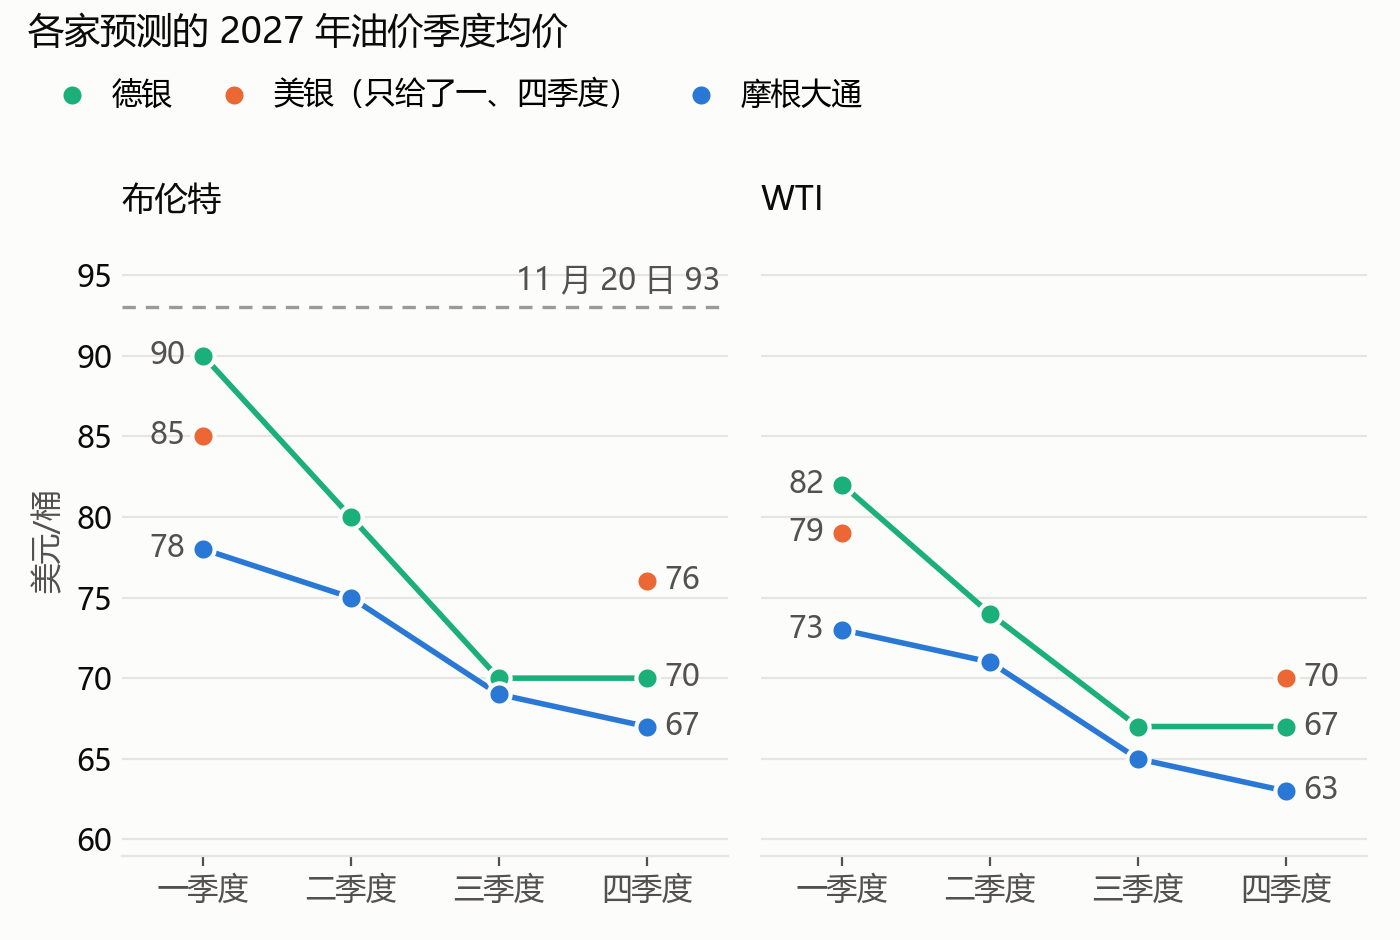 各家预测的 2027 年油价季度均价
德银 美银（只给了一、四季度） 摩根大通
布伦特
美元/桶
95
90
85
80
75
70
65
60
11 月 20 日 93
90
85
78
76
70
67
一季度 二季度 三季度 四季度
WTI
82
79
73
70
67
63
一季度 二季度 三季度 四季度